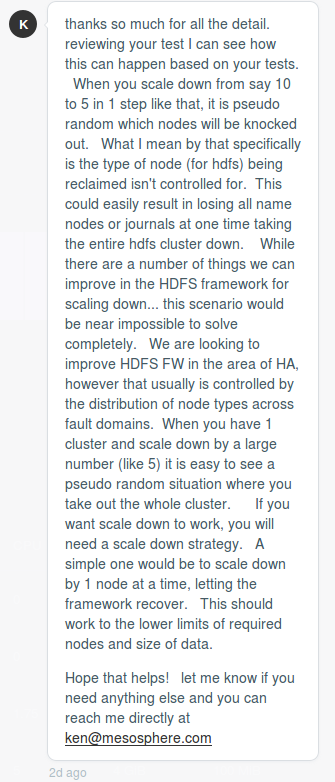 K
thanks so much for all the detail.
reviewing your test I can see how
this can happen based on your tests.
When you scale down from say 10
to 5 in 1 step like that, it is pseudo
random which nodes will be knocked
out.   What I mean by that specifically
is the type of node (for hdfs) being
reclaimed isn't controlled for.  This
could easily result in losing all name
nodes or journals at one time taking
the entire hdfs cluster down.    While
there are a number of things we can
improve in the HDFS framework for
scaling down... this scenario would
be near impossible to solve
completely.   We are looking to
improve HDFS FW in the area of HA,
however that usually is controlled by
the distribution of node types across
fault domains.  When you have 1
cluster and scale down by a large
number (like 5) it is easy to see a
pseudo random situation where you
take out the whole cluster.      If you
want scale down to work, you will
need a scale down strategy.   A
simple one would be to scale down
by 1 node at a time, letting the
framework recover.   This should
work to the lower limits of required
nodes and size of data.
Hope that helps!   let me know if you
need anything else and you can
reach me directly at
ken@mesosphere.com
2d ago